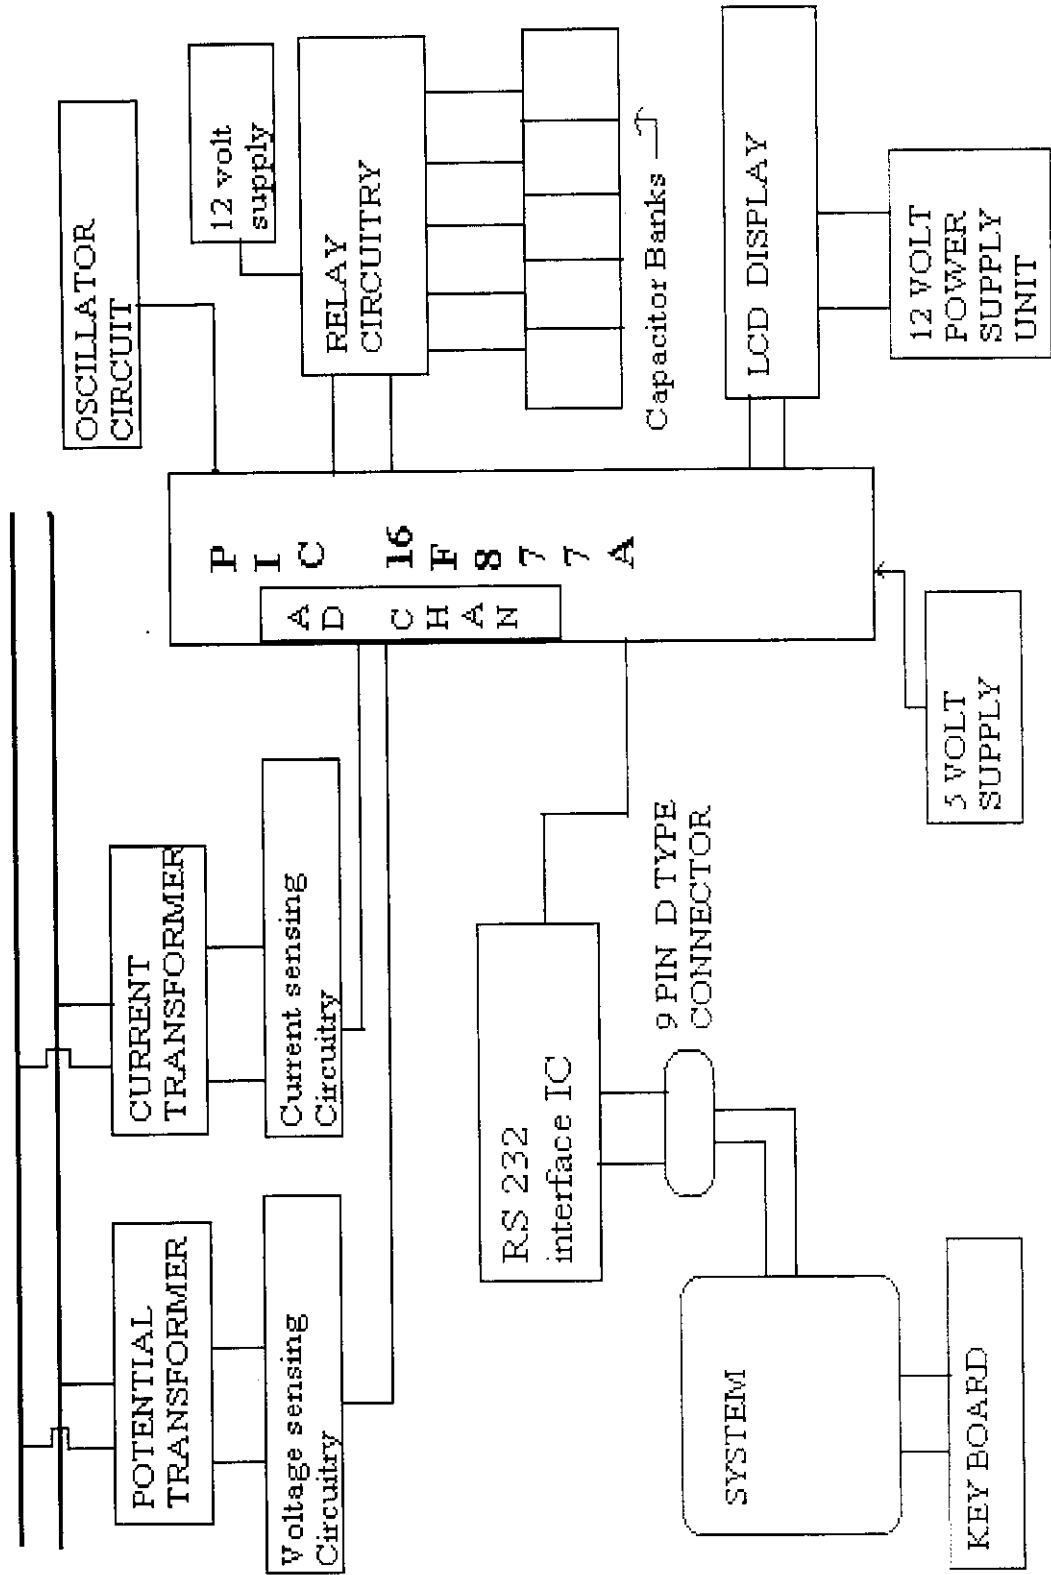 POTENTIAL
TRANSFORMER
Voltage sensing
Circuitry
CURRENT
TRANSFORMER
Current sensing
Circuitry
OSCILLATOR
CIRCUIT
12 volt
supply
RELAY
CIRCUITRY
Capacitor Banks
P
I
C
16
F
8
7
7
A
A
D
C
H
A
N
RS 232
interface IC
9 PIN D TYPE
CONNECTOR
SYSTEM
KEY BOARD
5 VOLT
SUPPLY
LCD DISPLAY
12 VOLT
POWER
SUPPLY
UNIT